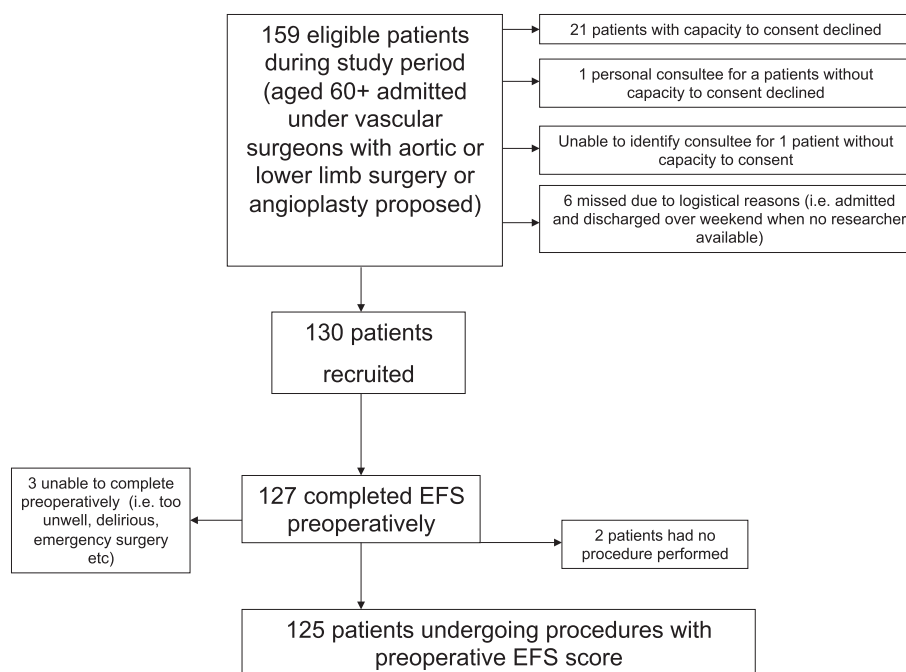 159 eligible patients
during study period
(aged 60+ admitted
under vascular
surgeons with aortic or
lower limb surgery or
angioplasty proposed)
21 patients with capacity to consent declined
1 personal consultee for a patients without
capacity to consent declined
Unable to identify consultee for 1 patient without
capacity to consent
6 missed due to logistical reasons (i.e. admitted
and discharged over weekend when no researcher
available)
130 patients
recruited
3 unable to complete
preoperatively (i.e. too
unwell, delirious,
emergency surgery
etc)
127 completed EFS
preoperatively
2 patients had no
procedure performed
125 patients undergoing procedures with
preoperative EFS score